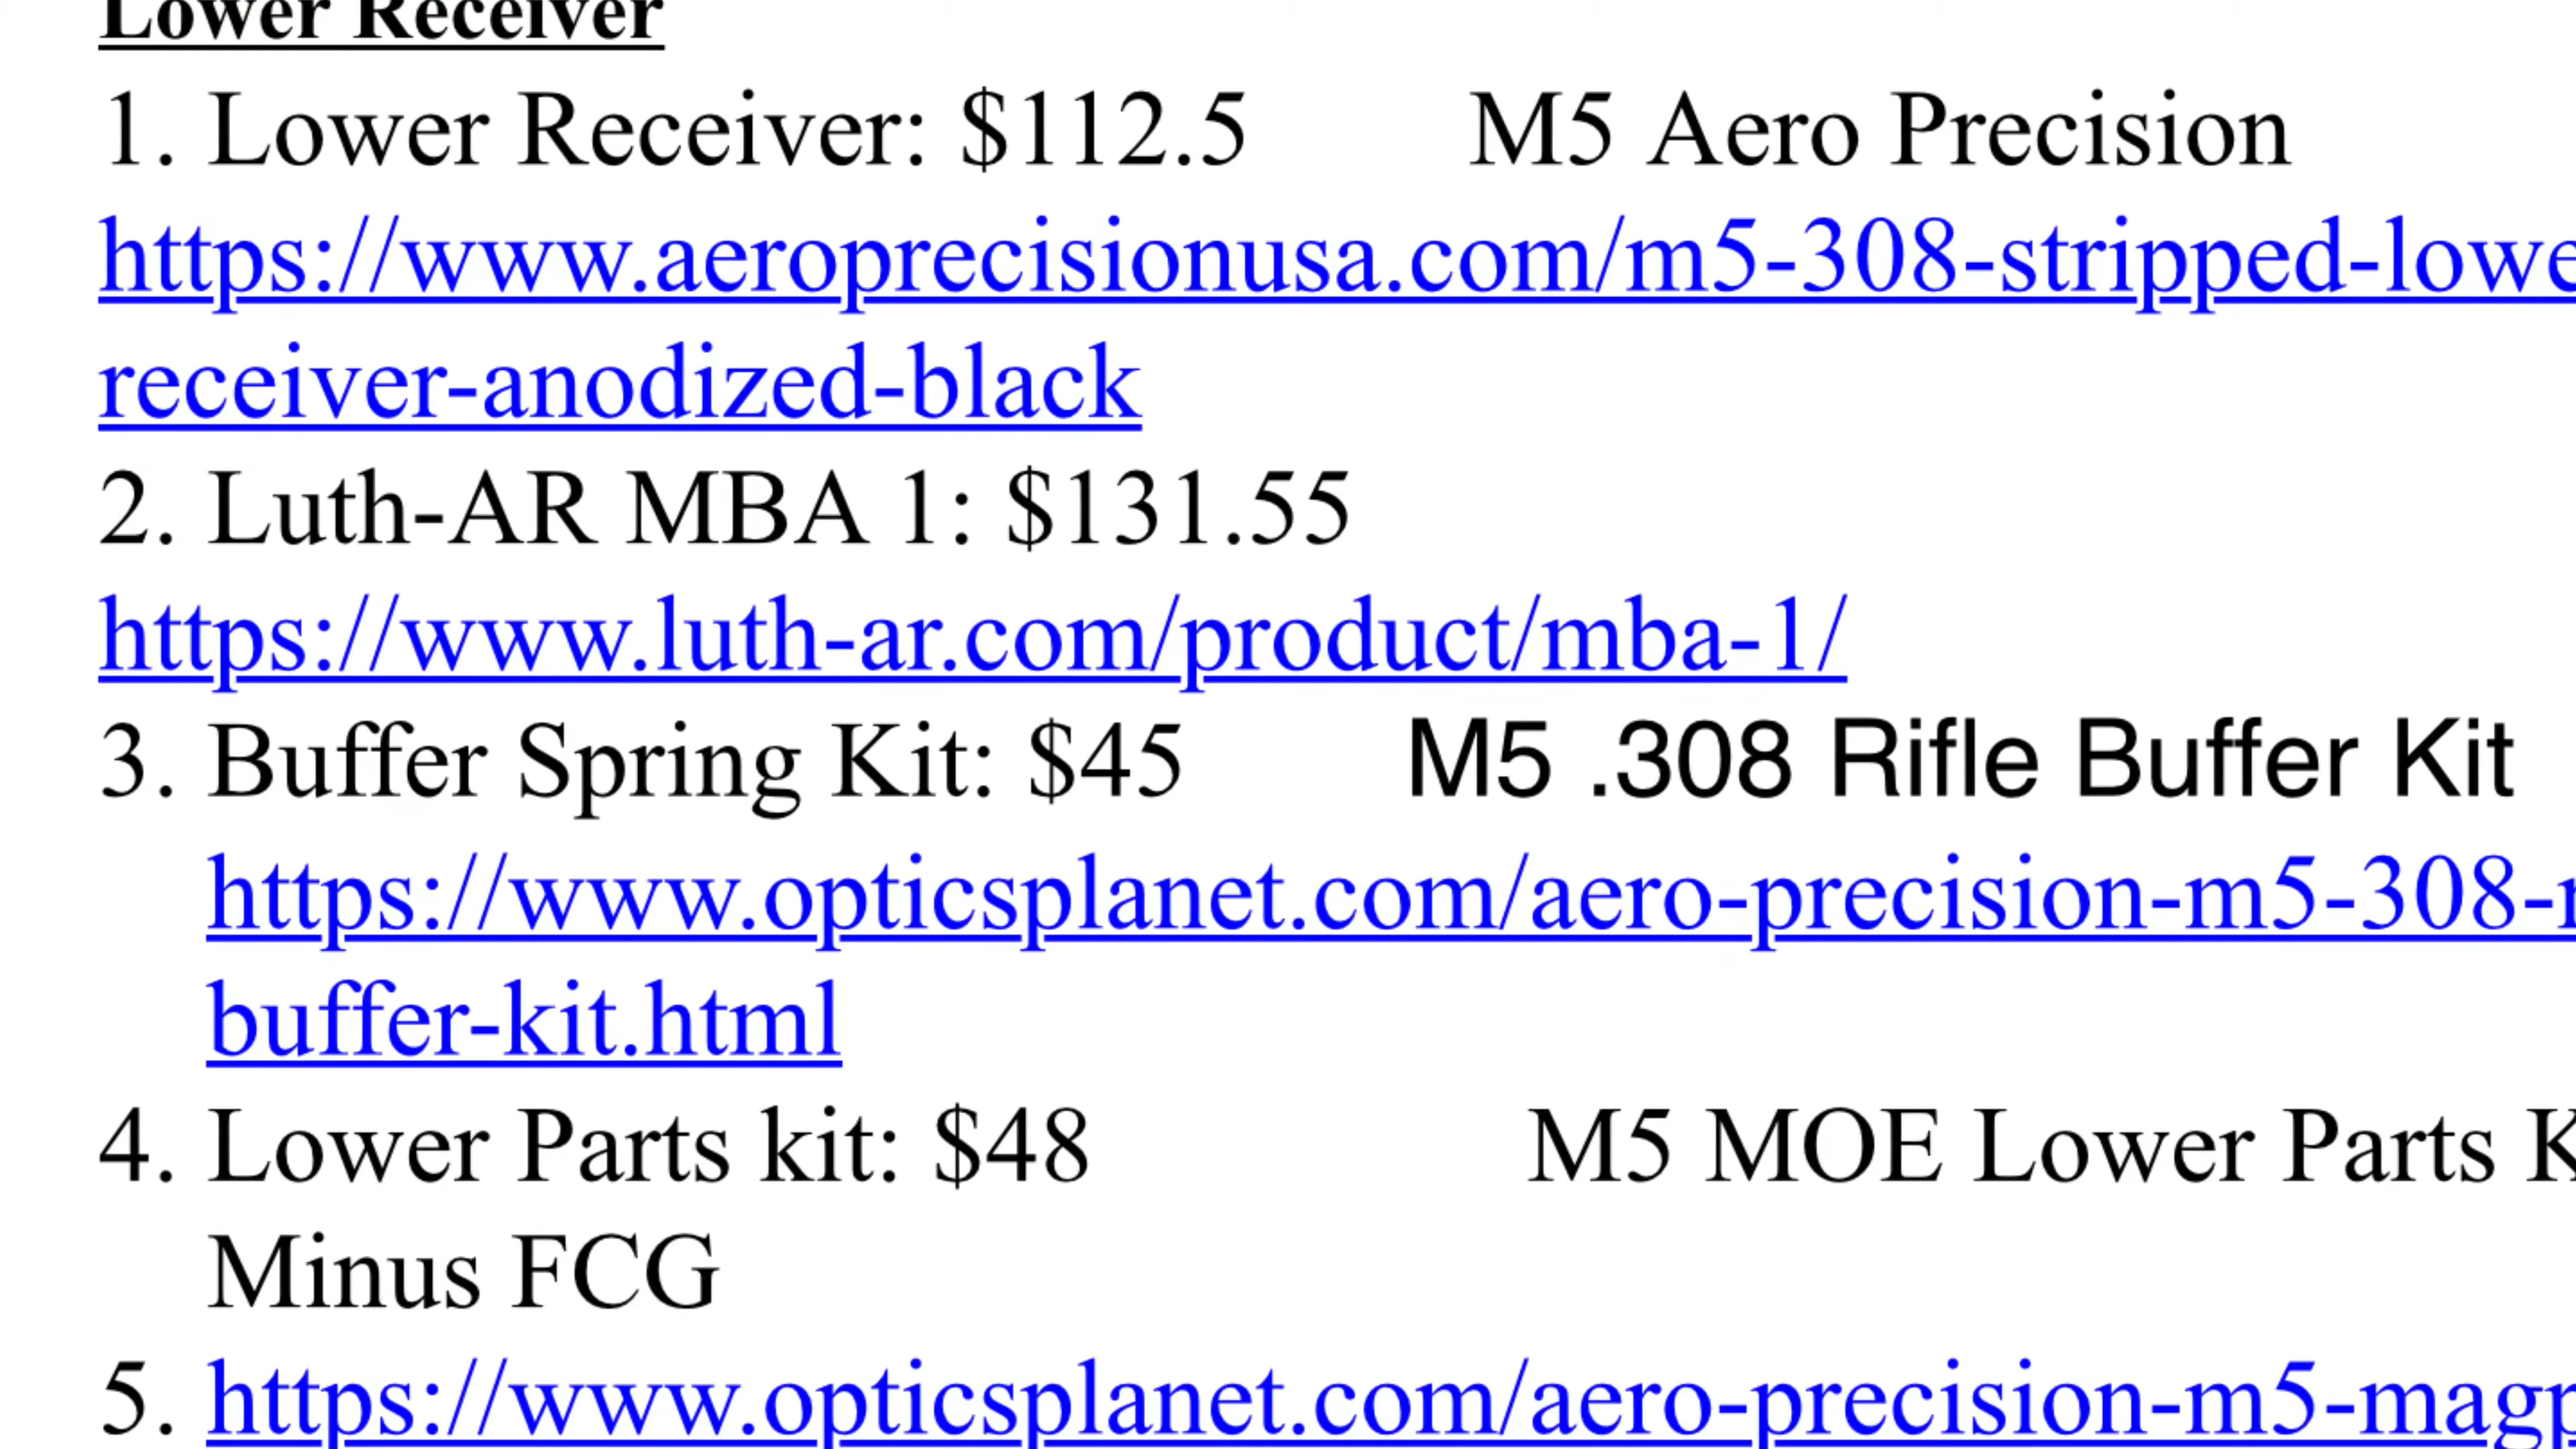 Lower Receiver
1. Lower Receiver: $112.5 M5 Aero Precision
https://www.aeroprecisionusa.com/m5-308-stripped-lowe
receiver-anodized-black
2. Luth-AR MBA 1: $131.55
https://www.luth-ar.com/product/mba-1/
3. Buffer Spring Kit: $45 M5 .308 Rifle Buffer Kit
https://www.opticsplanet.com/aero-precision-m5-308-
buffer-kit.html
4. Lower Parts kit: $48 M5 MOE Lower Parts K
Minus FCG
5. https://www.opticsplanet.com/aero-precision-m5-magp